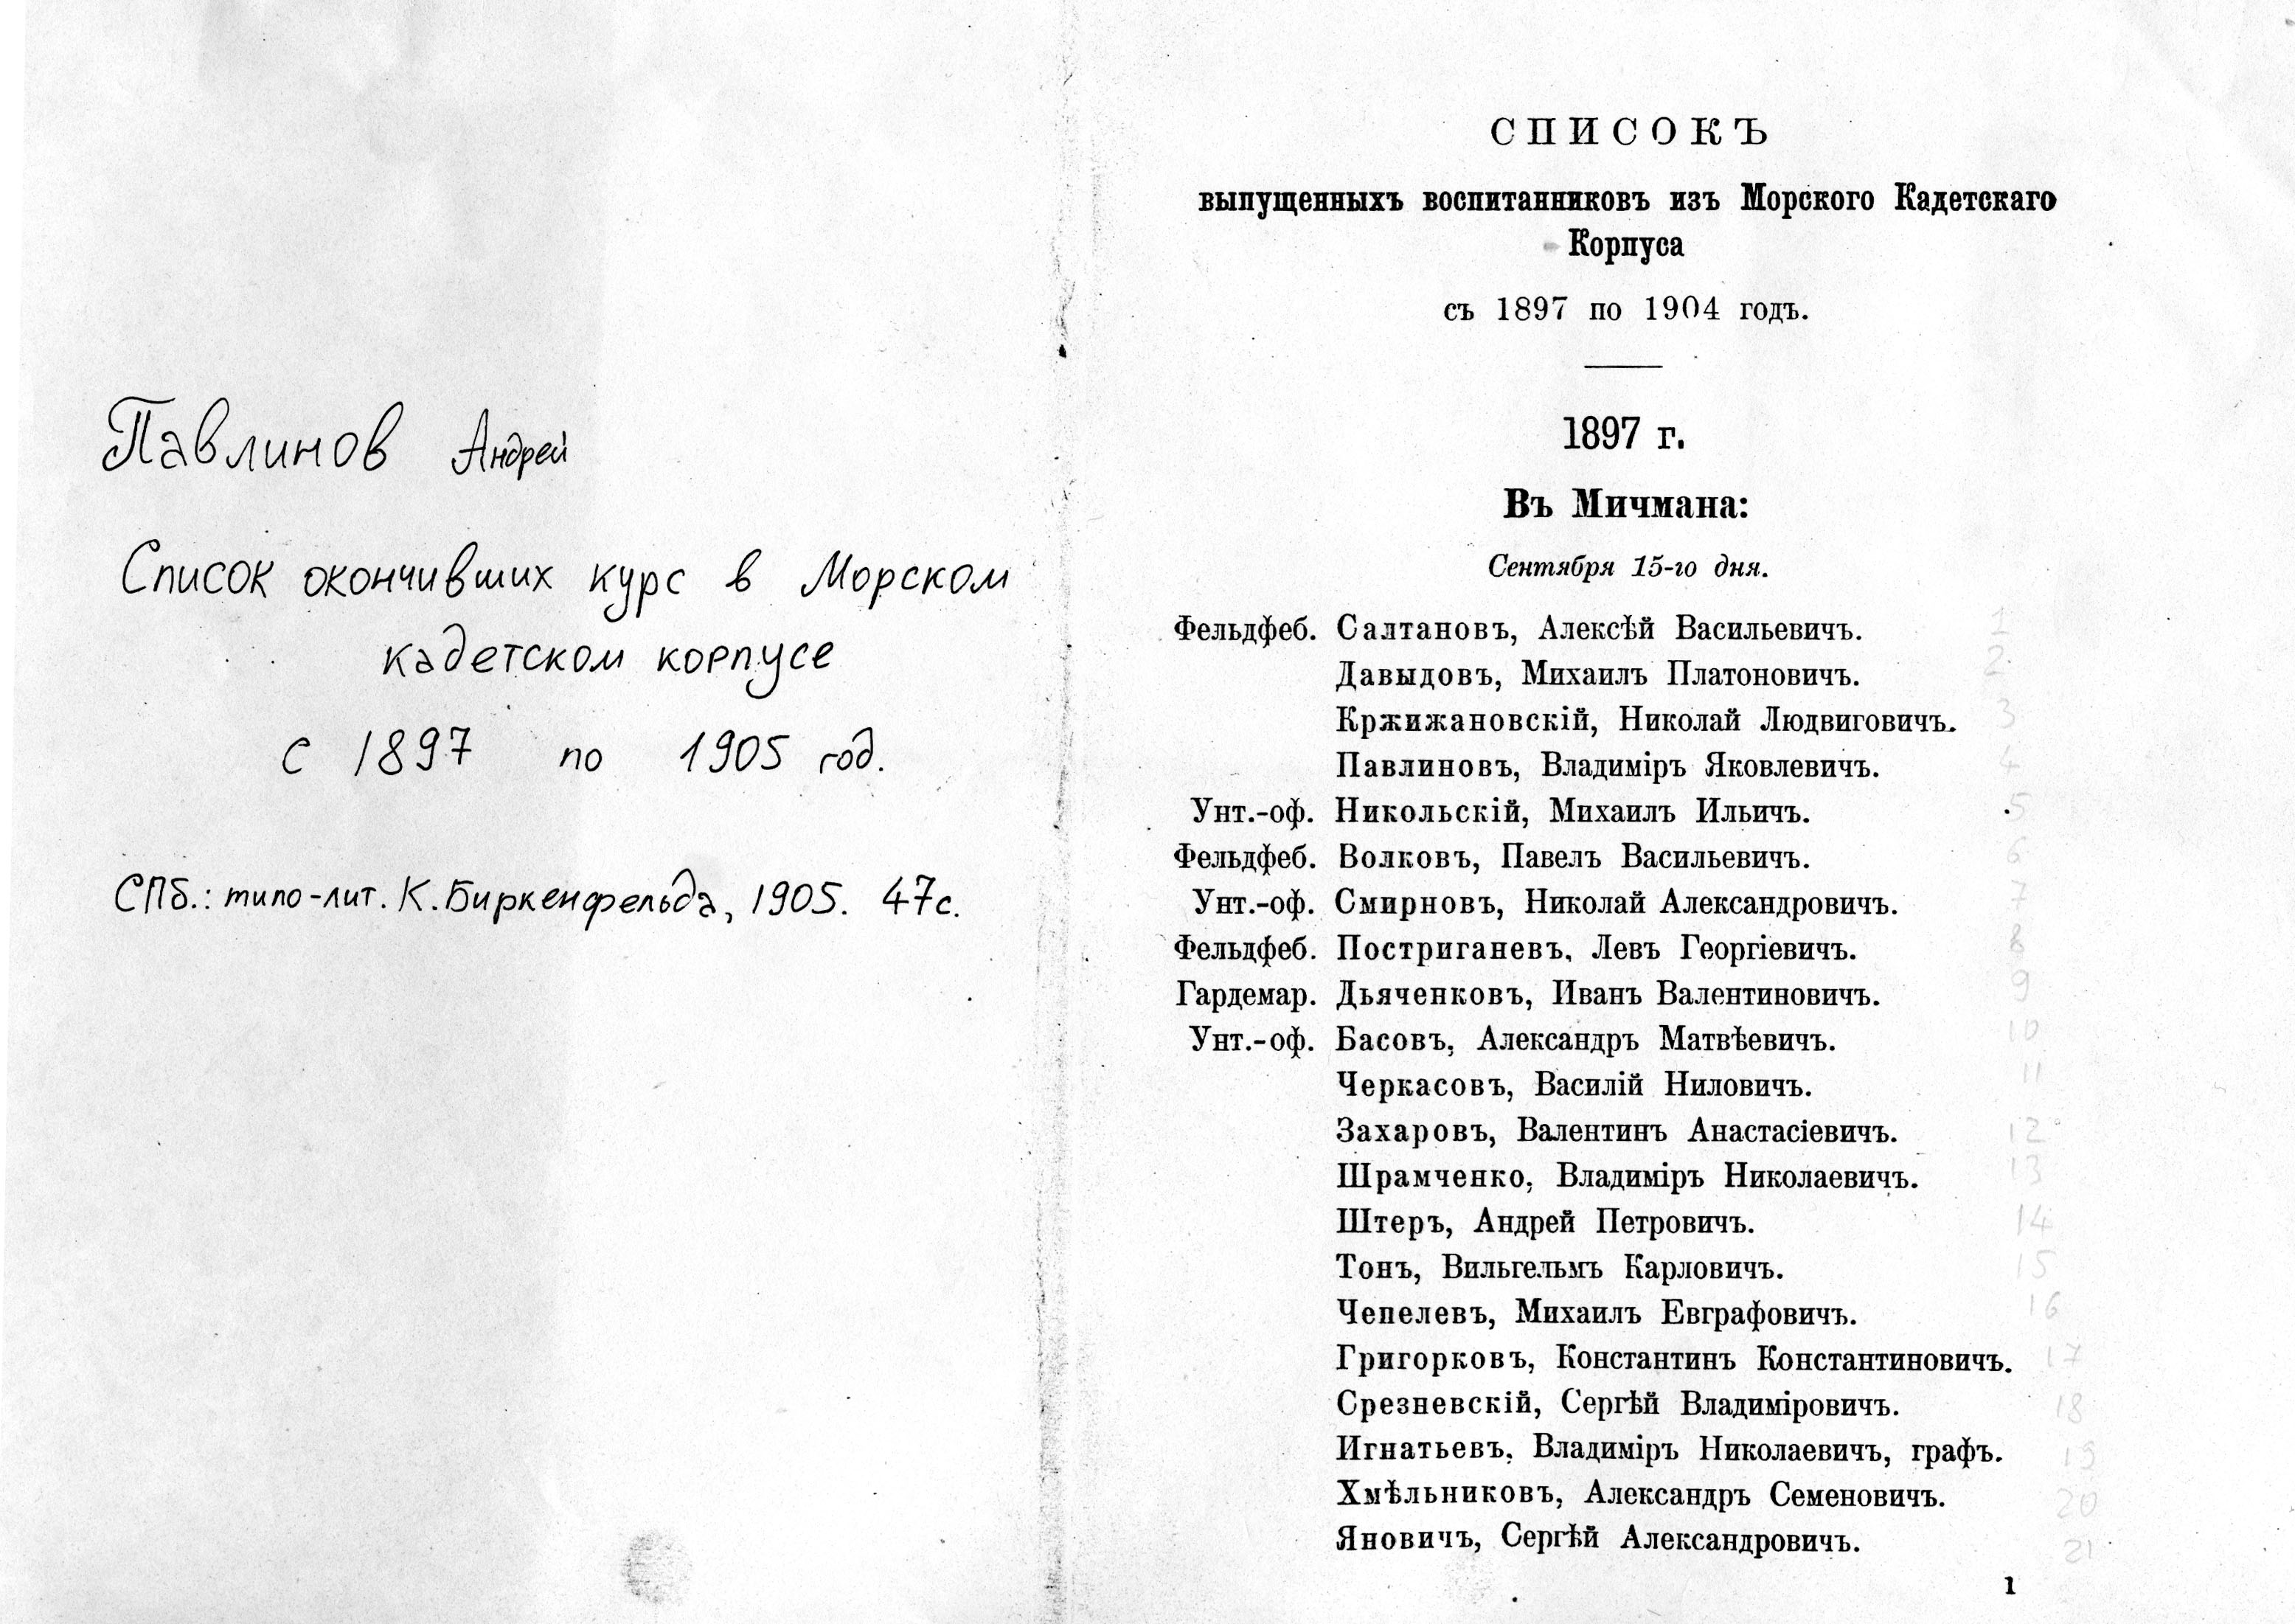 Павлинов Андрей
Список окончивших курс в Морском
кадетском корпусе
с 1897 по 1905 год.
СПб.: типо-лит. К. Биркенфельда, 1905. 47с.
СПИСОКЪ
выпущенныхъ воспитанниковъ изъ Морского Кадетскаго
Корпуса
съ 1897 по 1904 годъ.
1897 г.
Въ Мичмана:
Сентября 15-го дня.
Фельдфеб. Салтановъ, Алексѣй Васильевичъ. 1
Давыдовъ, Михаилъ Платоновичъ. 2
Кржижановскій, Николай Людвиговичъ. 3
Павлиновъ, Владиміръ Яковлевичъ. 4
Унт.-оф. Никольскій, Михаилъ Ильичъ. 5
Фельдфеб. Волковъ, Павелъ Васильевичъ. 6
Унт.-оф. Смирновъ, Николай Александровичъ. 7
Фельдфеб. Постриганевъ, Левъ Георгіевичъ. 8
Гардемар. Дьяченковъ, Иванъ Валентиновичъ. 9
Унт.-оф. Басовъ, Александръ Матвѣевичъ. 10
Черкасовъ, Василій Ниловичъ. 11
Захаровъ, Валентинъ Анастасіевичъ. 12
Шрамченко, Владиміръ Николаевичъ. 13
Штеръ, Андрей Петровичъ. 14
Тонъ, Вильгельмъ Карловичъ. 15
Чепелевъ, Михаилъ Евграфовичъ. 16
Григорковъ, Константинъ Константиновичъ. 17
Срезневскій, Сергѣй Владиміровичъ. 18
Игнатьевъ, Владиміръ Николаевичъ, графъ. 19
Хмѣльниковъ, Александръ Семеновичъ. 20
Яновичъ, Сергѣй Александровичъ. 21
1